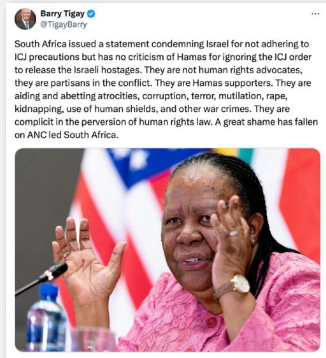 Barry Tigay
@TigayBarry
South Africa issued a statement condemning Israel for not adhering to
ICJ precautions but has no criticism of Hamas for ignoring the ICJ order
to release the Israeli hostages. They are not human rights advocates,
they are partisans in the conflict. They are Hamas supporters. They are
aiding and abetting atrocities, corruption, terror, mutilation, rape,
kidnapping, use of human shields, and other war crimes. They are
complicit in the perversion of human rights law. A great shame has fallen
on ANC led South Africa.